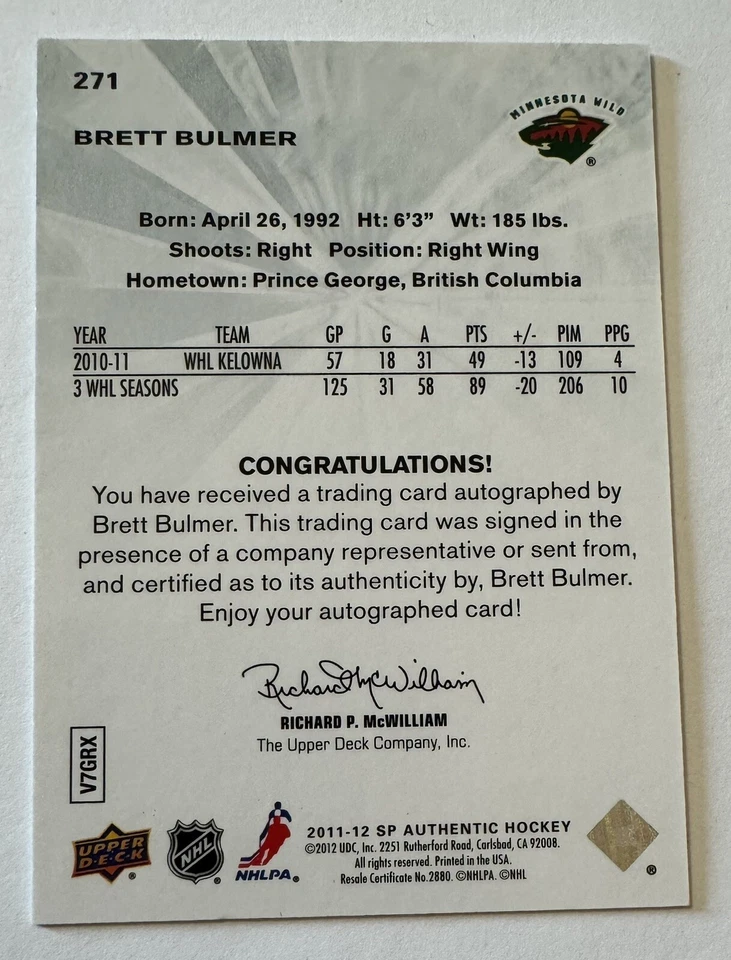 271
MINNESOTA WILD
®
BRETT BULMER
Born: April 26, 1992 Ht: 6'3” Wt: 185 lbs.
Shoots: Right Position: Right Wing
Hometown: Prince George, British Columbia
YEAR TEAM GP G A PTS +/- PIM PPG
2010-11 WHL KELOWNA 57 18 31 49 -13 109 4
3 WHL SEASONS 125 31 58 89 -20 206 10
CONGRATULATIONS!
You have received a trading card autographed by
Brett Bulmer. This trading card was signed in the
presence of a company representative or sent from,
and certified as to its authenticity by, Brett Bulmer.
Enjoy your autographed card!
Richard P. McWilliam
RICHARD P. McWILLIAM
The Upper Deck Company, Inc.
V7GRX
UPPER
D·E·C·K
®
NHL
®
NHLPA®
2011-12 SP AUTHENTIC HOCKEY
©2012 UDC, Inc. 2251 Rutherford Road, Carlsbad, CA 92008.
All rights reserved. Printed in the USA.
Resale Certificate No.2880. ©NHLPA. ©NHL
®